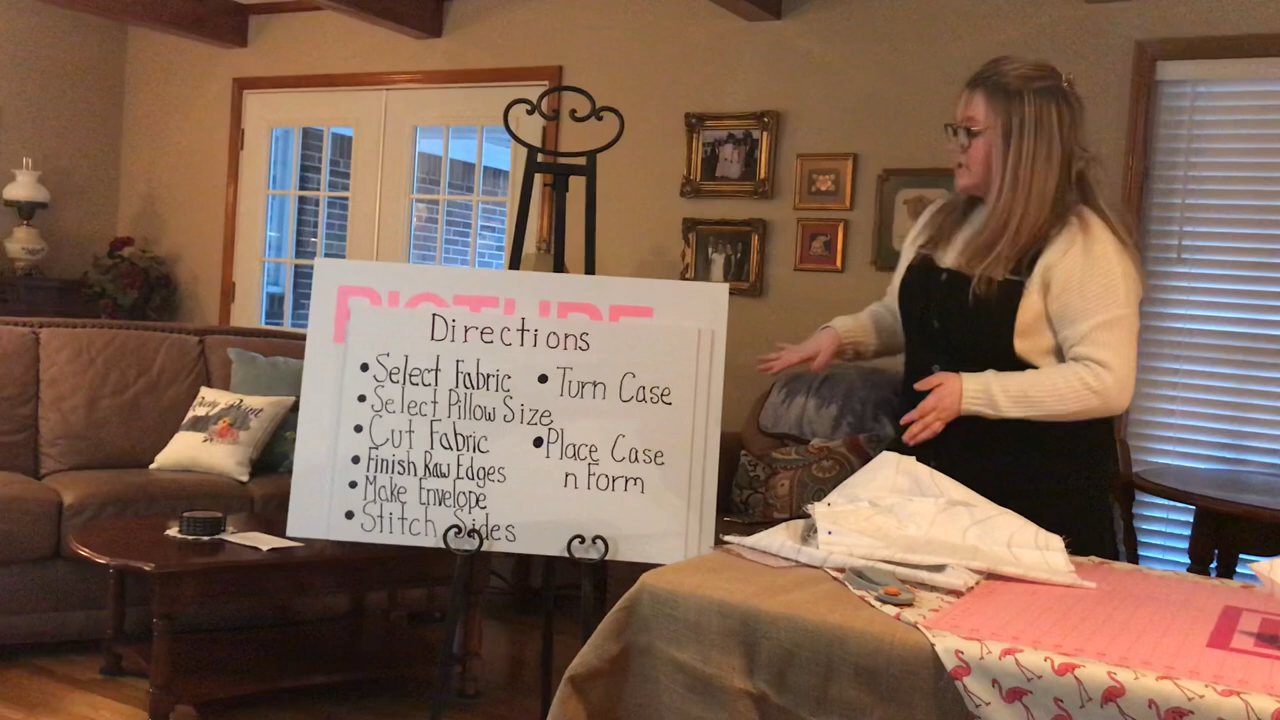 PICTURE
Directions
• Select Fabric
• Select Pillow Size
• Cut Fabric
• Finish Raw Edges
• Make Envelope
• Stitch Sides
• Turn Case
• Place Case
n Form